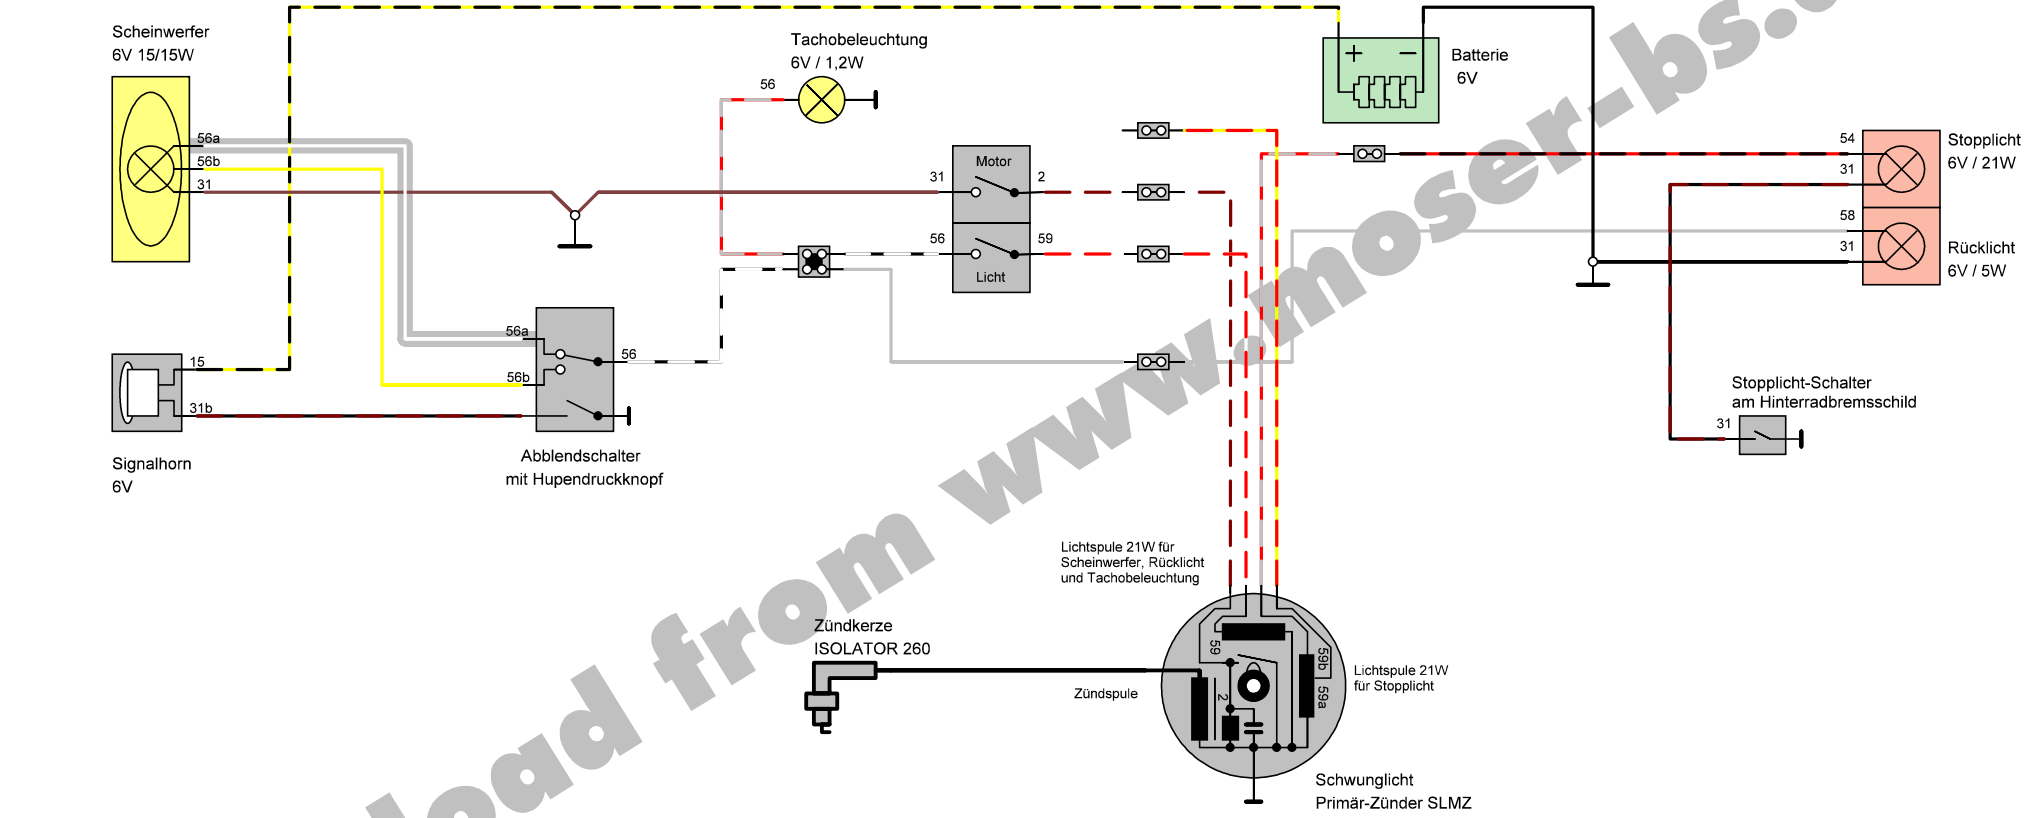 Scheinwerfer
6V 15/15W
56a
56b
31
15
31b
Signalhorn
6V
56a
56b
56
Abblendschalter
mit Hupendruckknopf
Tachobeleuchtung
6V / 1,2W
56
31
Motor
2
56
59
Licht
+ −
Batterie
6V
54
31
58
31
Stopplicht
6V / 21W
Rücklicht
6V / 5W
Stopplicht-Schalter
am Hinterradbremsschild
31
Lichtspule 21W für
Scheinwerfer, Rücklicht
und Tachobeleuchtung
Zündkerze
ISOLATOR 260
Zündspule
59
59b
59a
2
Lichtspule 21W
für Stopplicht
Schwunglicht
Primär-Zünder SLMZ
load from www.moser-bs.